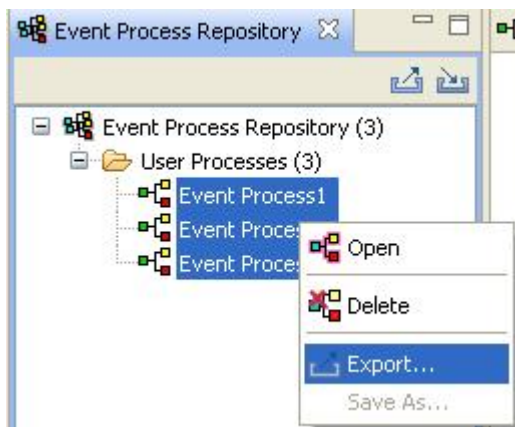 Event Process Repository
Event Process Repository (3)
User Processes (3)
Event Process1
Event Proces
Event Proces
Open
Delete
Export...
Save As...